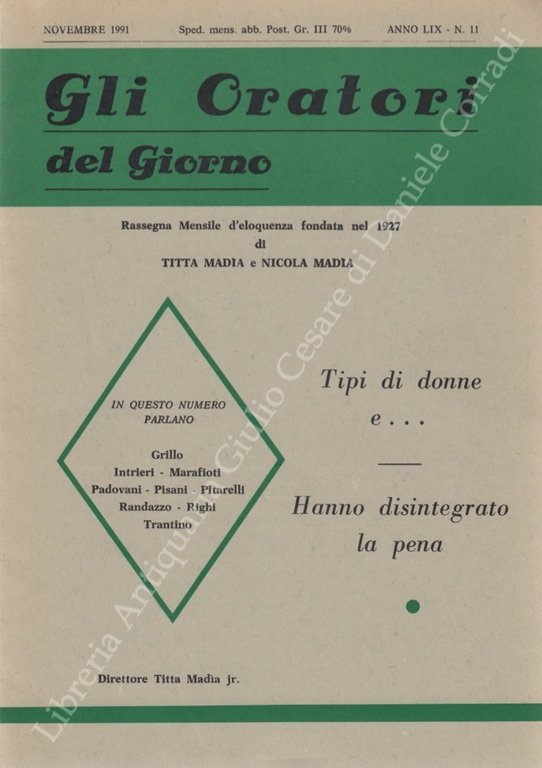 NOVEMBRE 1991 Sped. mens. abb. Post. Gr. III 70% ANNO LIX - N. 11
Gli Oratori
del Giorno
Rassegna Mensile d'eloquenza fondata nel 1927
di
TITTA MADIA e NICOLA MADIA
IN QUESTO NUMERO
PARLANO
Grillo
Intrieri - Marafioti
Padovani - Pisani - Pitarelli
Randazzo - Righi
Trantino
Tipi di donne
e . . .
Hanno disintegrato
la pena
Direttore Titta Madia jr.
Libreria Antiquaria Giulio Cesare di Daniele Corradi